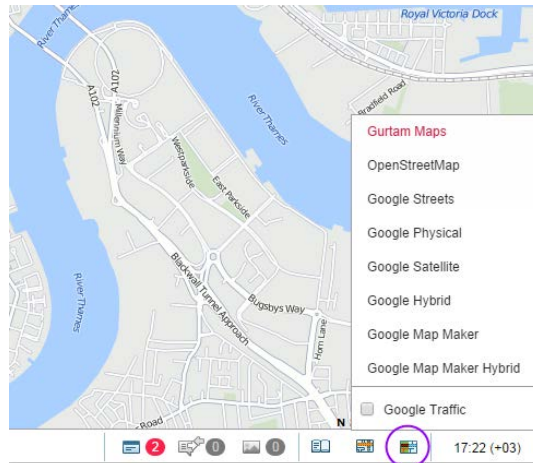 Royal Victoria Dock
River Thames
A102
A102
Millennium Way
River Thames
Bradfield Road
Westparkside
East Parkside
River Thames
Blackwall Tunnel Approach
Bugsbys Way
Horn Lane
Road
N
Gurtam Maps
OpenStreetMap
Google Streets
Google Physical
Google Satellite
Google Hybrid
Google Map Maker
Google Map Maker Hybrid
Google Traffic
2
0
0
17:22 (+03)